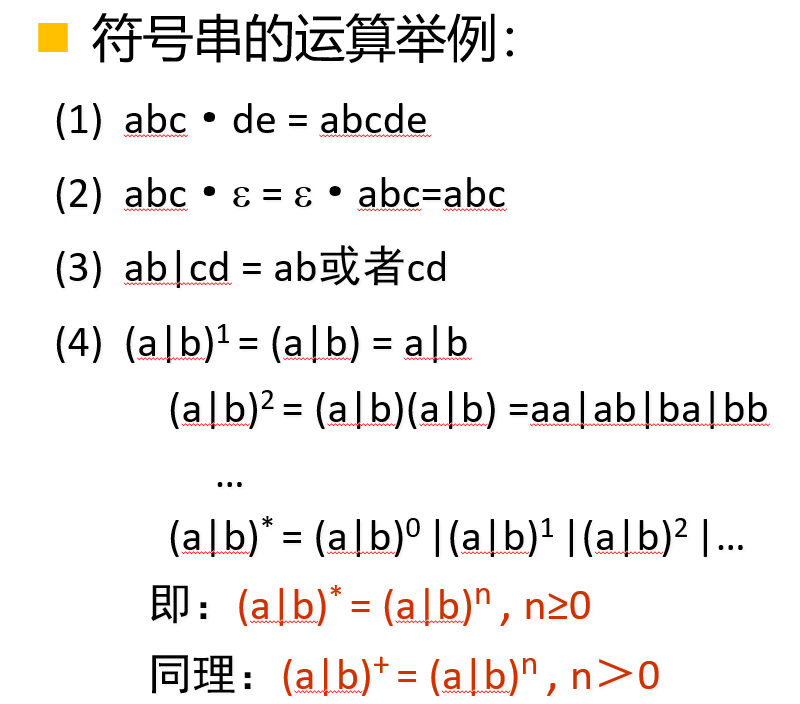 符号串的运算举例：
(1) abc • de = abcde
(2) abc • ε = ε • abc=abc
(3) ab|cd = ab或者cd
(4) (a|b)¹ = (a|b) = a|b
(a|b)² = (a|b)(a|b) =aa|ab|ba|bb
…
(a|b)* = (a|b)⁰ |(a|b)¹ |(a|b)² |…
即：(a|b)* = (a|b)ⁿ , n≥0
同理：(a|b)⁺ = (a|b)ⁿ , n＞0